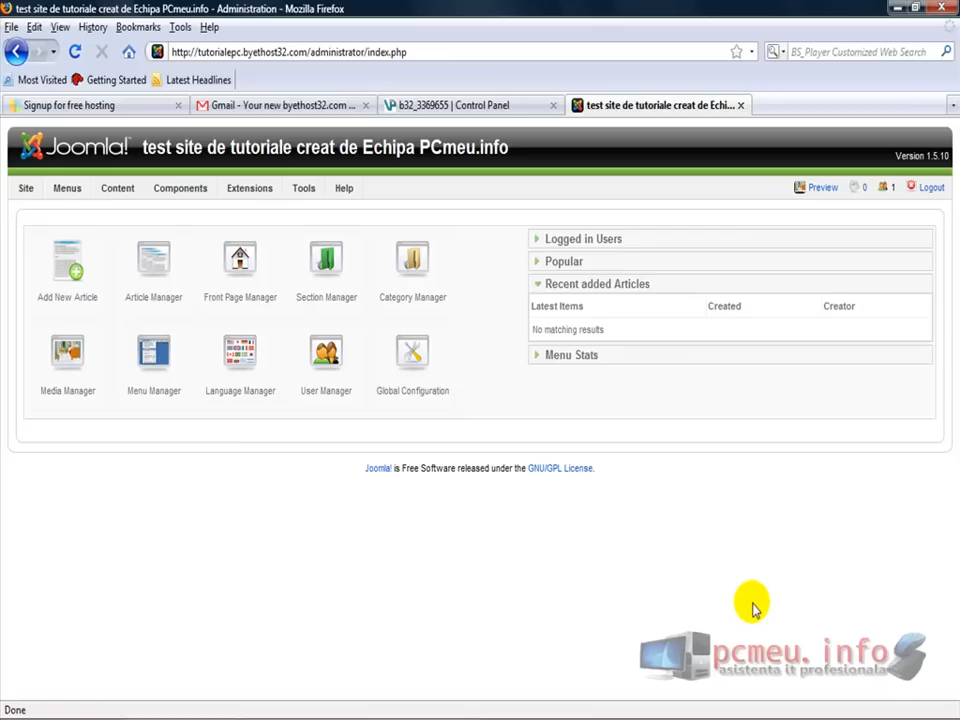 test site de tutoriale creat de Echipa PCmeu.info - Administration - Mozilla Firefox
File Edit View History Bookmarks Tools Help
http://tutorialepc.byethost32.com/administrator/index.php
BS_Player Customized Web Search
Most Visited Getting Started Latest Headlines
Signup for free hosting
Gmail - Your new byethost32.com ...
b32_3369655 | Control Panel
test site de tutoriale creat de Echi...
Joomla! test site de tutoriale creat de Echipa PCmeu.info
Version 1.5.10
Site Menus Content Components Extensions Tools Help
Preview 0 1 Logout
Add New Article
Article Manager
Front Page Manager
Section Manager
Category Manager
Media Manager
Menu Manager
Language Manager
User Manager
Global Configuration
Logged in Users
Popular
Recent added Articles
Latest Items Created Creator
No matching results
Menu Stats
Joomla! is Free Software released under the GNU/GPL License.
pcmeu.info
asistenta it profesionala
Done